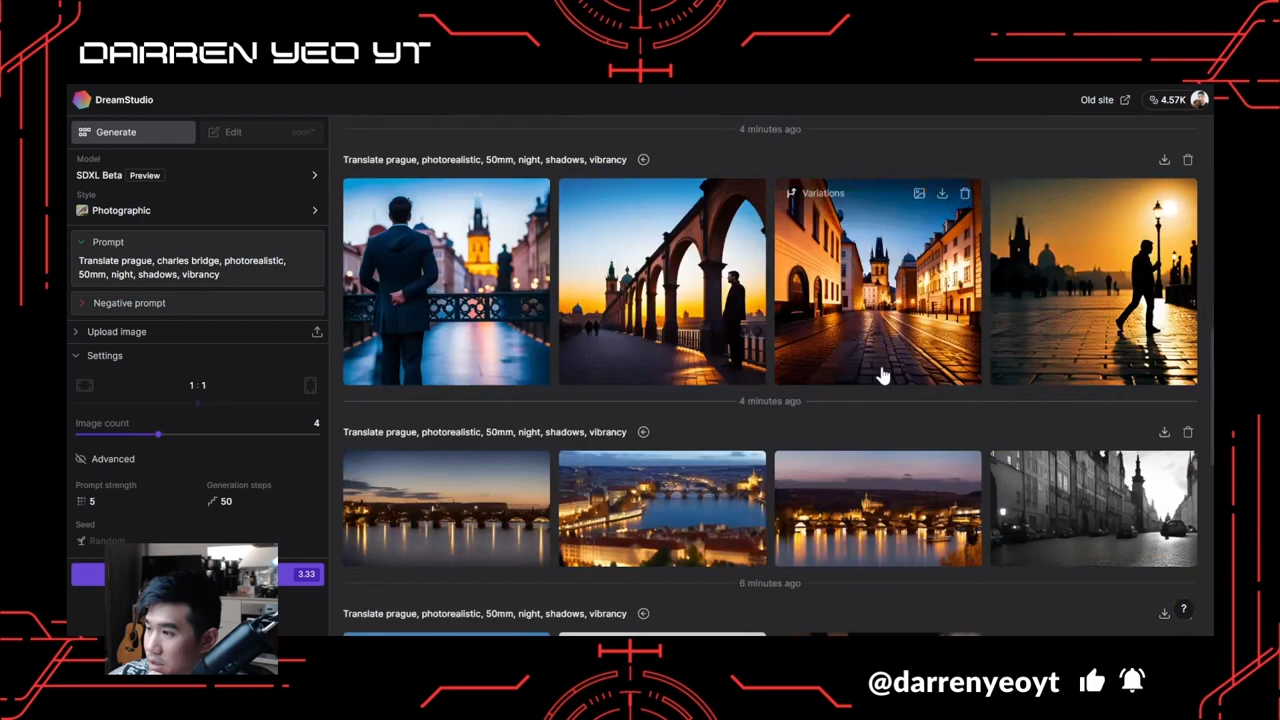 DARREN YEO YT
DreamStudio
Old site
4.57K
Generate
Edit
soon™
Model
SDXL Beta Preview
Style
Photographic
Prompt
Translate prague, charles bridge, photorealistic,
50mm, night, shadows, vibrancy
Negative prompt
Upload image
Settings
1 : 1
Image count 4
Advanced
Prompt strength
Generation steps
5
50
Seed
Random
3.33
4 minutes ago
Translate prague, photorealistic, 50mm, night, shadows, vibrancy
Variations
4 minutes ago
Translate prague, photorealistic, 50mm, night, shadows, vibrancy
6 minutes ago
Translate prague, photorealistic, 50mm, night, shadows, vibrancy
?
@darrenyeoyt